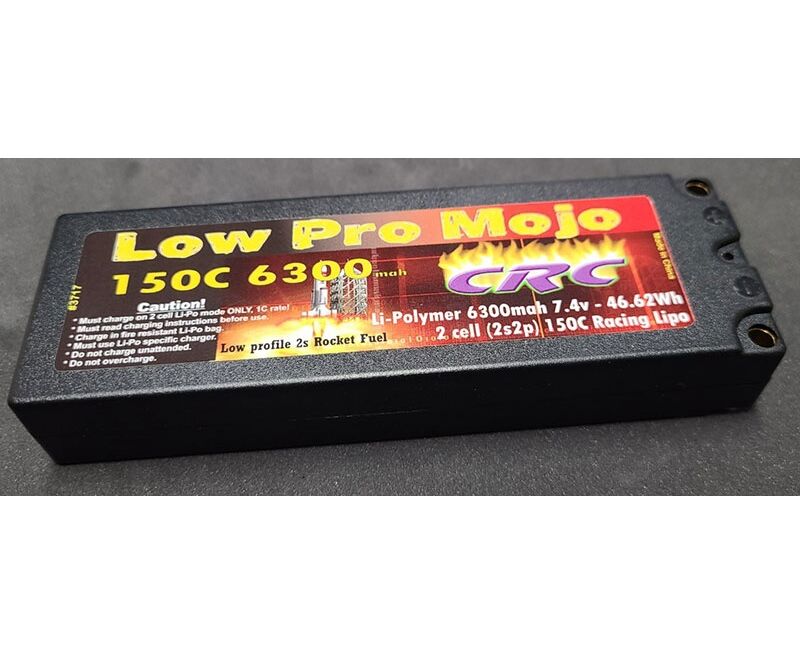 Low Pro Mojo
150C 6300mah
CRC
#3717
Caution!
* Must charge on 2 cell Li-Po mode ONLY, 1C rate!
* Must read charging instructions before use.
* Charge in fire resistant Li-Po bag.
* Must use Li-Po specific charger.
* Do not charge unattended.
* Do not overcharge.
Low profile 2s Rocket Fuel
Li-Polymer 6300mah 7.4v - 46.62Wh
2 cell (2s2p) 150C Racing Lipo
Made in China
+
-